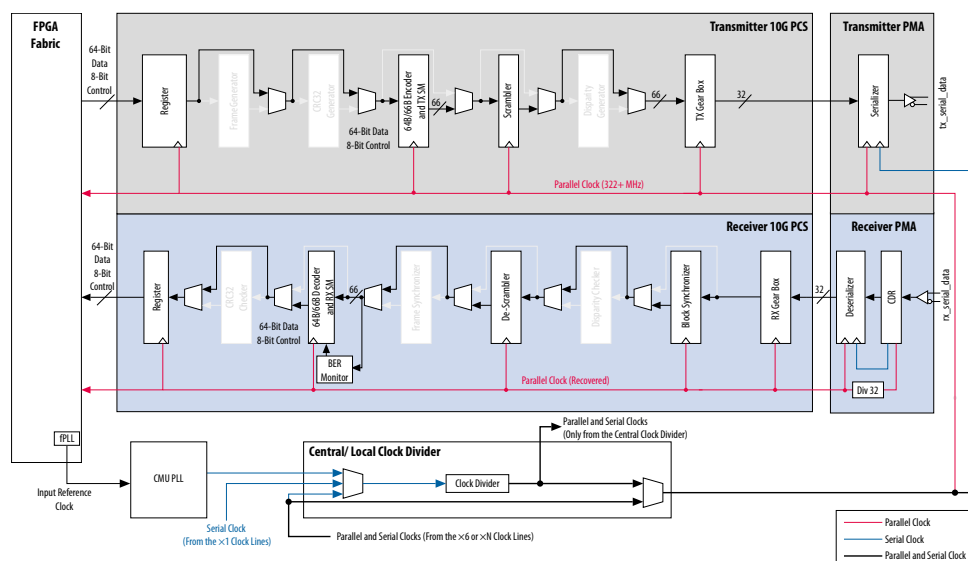 FPGA
Fabric
Transmitter 10G PCS
Transmitter PMA
64-Bit
Data
8-Bit
Control
Register
Frame Generator
CRC32
Generator
64B/66B Encoder
and TX SM
64-Bit Data
8-Bit Control
66
Scrambler
Disparity
Generator
66
TX Gear Box
32
Serializer
tx_serial_data
Parallel Clock (322+ MHz)
Receiver 10G PCS
Receiver PMA
64-Bit
Data
8-Bit
Control
Register
CRC32
Checker
64-Bit Data
8-Bit Control
64B/66B Decoder
and RX SM
66
BER
Monitor
Frame Synchronizer
De-Scrambler
Disparity Checker
Block Synchronizer
RX Gear Box
32
Deserializer
CDR
rx_serial_data
Div 32
Parallel Clock (Recovered)
fPLL
Input Reference
Clock
CMU PLL
Central/ Local Clock Divider
Clock Divider
Parallel and Serial Clocks
(Only from the Central Clock Divider)
Serial Clock
(From the ×1 Clock Lines)
Parallel and Serial Clocks (From the ×6 or ×N Clock Lines)
Parallel Clock
Serial Clock
Parallel and Serial Clock